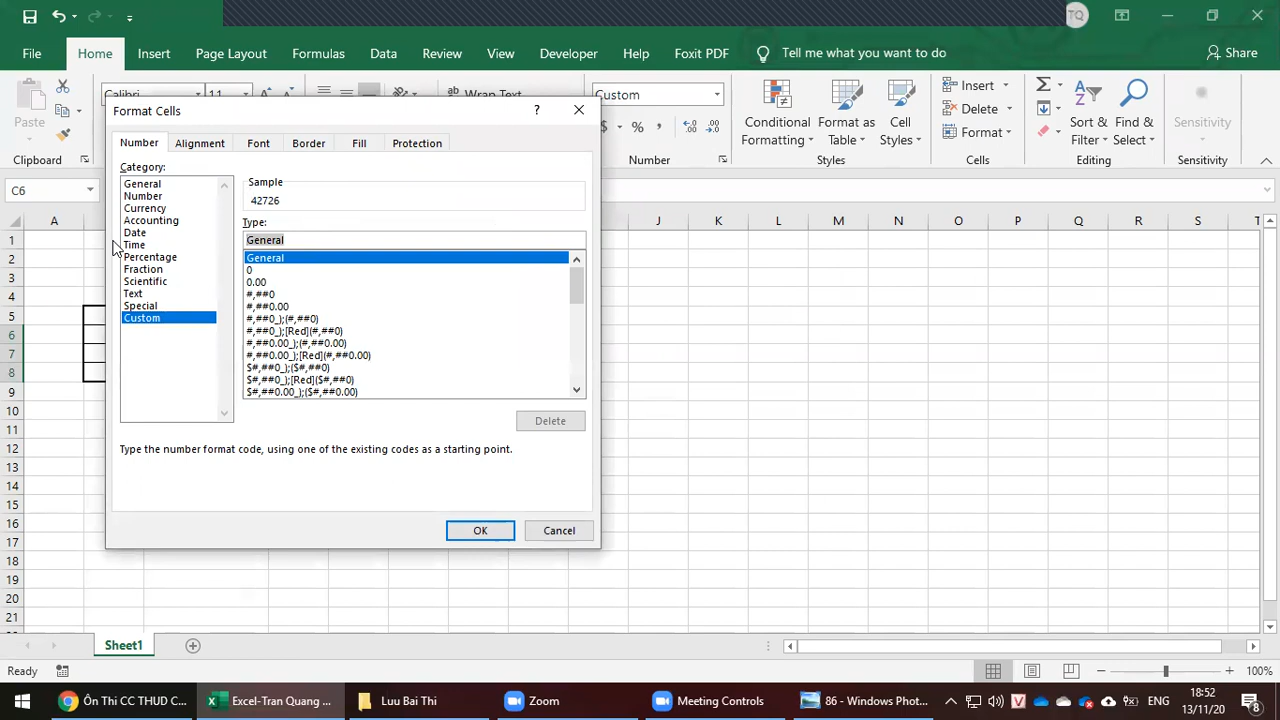 TQ
File Home Insert Page Layout Formulas Data Review View Developer Help Foxit PDF Tell me what you want to do Share
Calibri 11 Wrap Text Custom Insert
Paste $ % , Conditional Formatting Format as Table Cell Styles Delete Sort & Filter Find & Select Sensitivity
Format
Clipboard Number Styles Cells Editing Sensitivity
Format Cells ?
Number Alignment Font Border Fill Protection
Category:
General
Number
Currency
Accounting
Date
Time
Percentage
Fraction
Scientific
Text
Special
Custom
Sample
42726
Type:
General
General
0
0.00
#,##0
#,##0.00
#,##0_);(#,##0)
#,##0_);[Red](#,##0)
#,##0.00_);(#,##0.00)
#,##0.00_);[Red](#,##0.00)
$#,##0_);($#,##0)
$#,##0_);[Red]($#,##0)
$#,##0.00_);($#,##0.00)
Delete
Type the number format code, using one of the existing codes as a starting point.
OK Cancel
C6
A J K L M N O P Q R S T
1
2
3
4
5
6
7
8
9
10
11
12
13
14
15
16
17
18
19
20
21
Sheet1
Ready 100%
Ôn Thi CC THUD C... Excel-Tran Quang ... Luu Bai Thi Zoom Meeting Controls 86 - Windows Phot... V ENG 18:52
13/11/20 8